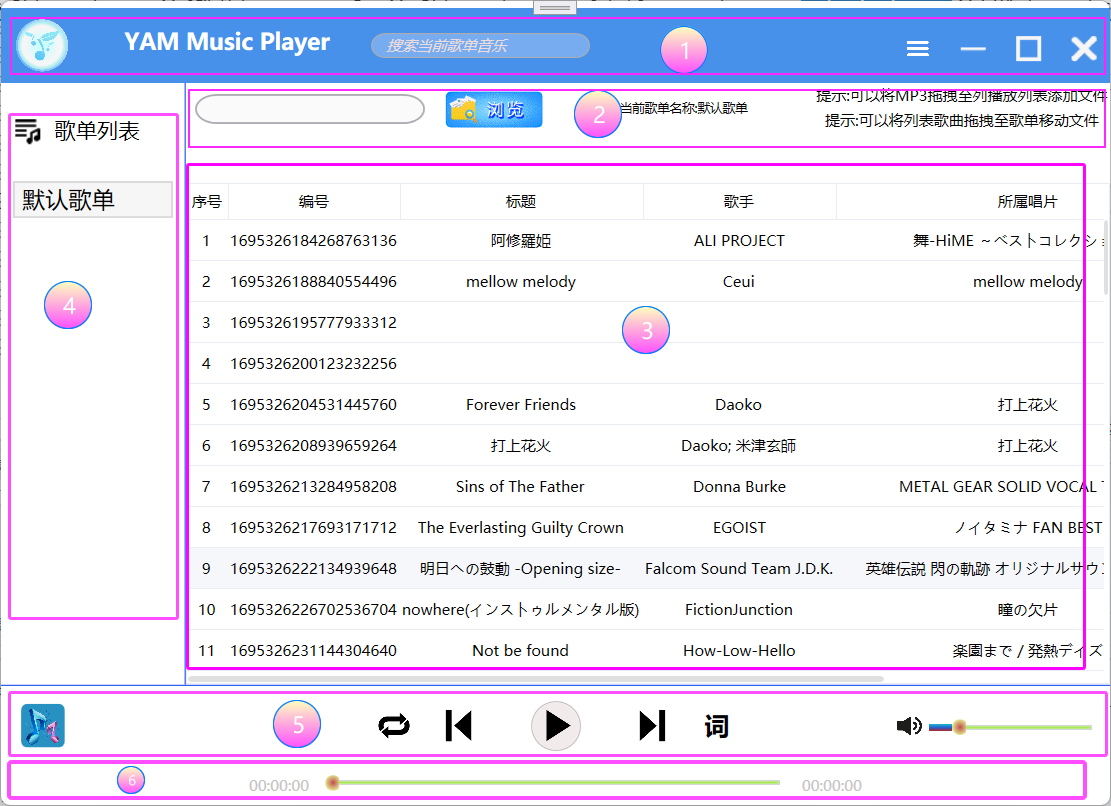 YAM Music Player
搜索当前歌单音乐
1
歌单列表
浏览
2
当前歌单名称:默认歌单
提示:可以将MP3拖拽至列播放列表添加文件
提示:可以将列表歌曲拖拽至歌单移动文件
默认歌单
4
序号 编号 标题 歌手 所属唱片
1 1695326184268763136 阿修羅姫 ALI PROJECT 舞-HiME ～ベストコレクショ
2 1695326188840554496 mellow melody Ceui mellow melody
3 1695326195777933312
3
4 1695326200123232256
5 1695326204531445760 Forever Friends Daoko 打上花火
6 1695326208939659264 打上花火 Daoko; 米津玄師 打上花火
7 1695326213284958208 Sins of The Father Donna Burke METAL GEAR SOLID VOCAL T
8 1695326217693171712 The Everlasting Guilty Crown EGOIST ノイタミナ FAN BEST
9 1695326222134939648 明日への鼓動 -Opening size- Falcom Sound Team J.D.K. 英雄伝説 閃の軌跡 オリジナルサウン
10 1695326226702536704 nowhere(インストゥルメンタル版) FictionJunction 瞳の欠片
11 1695326231144304640 Not be found How-Low-Hello 楽園まで / 発熱デイズ
5
词
6
00:00:00
00:00:00